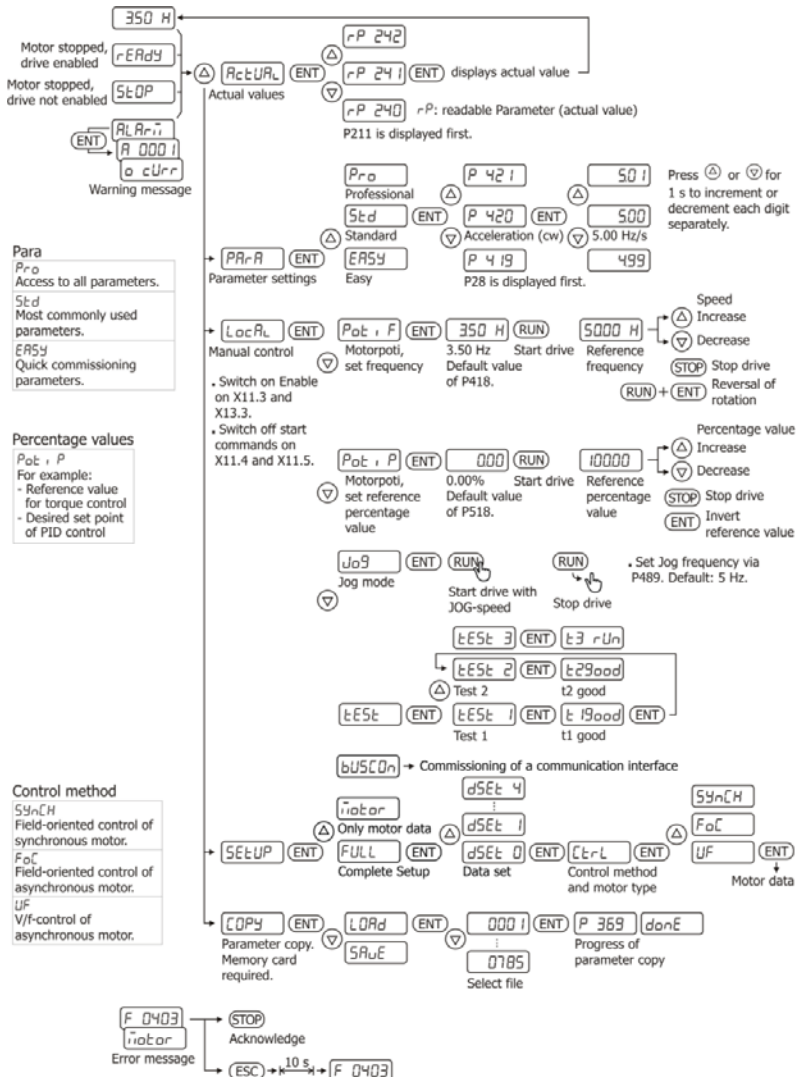 350 H
Motor stopped,
drive enabled
rEAdY
Motor stopped,
drive not enabled
StOP
ALArm
ENT
A 0001
o cUrr
Warning message
ActUAL
ENT
Actual values
rP 242
rP 241
ENT
displays actual value
rP 240
rP: readable Parameter (actual value)
P211 is displayed first.
Para
Pro
Access to all parameters.
Std
Most commonly used
parameters.
EASY
Quick commissioning
parameters.
PArA
ENT
Parameter settings
Pro
Professional
Std
ENT
Standard
EASY
Easy
P 421
P 420
ENT
Acceleration (cw)
P 419
P28 is displayed first.
5.01
5.00
5.00 Hz/s
4.99
Press △ or ▽ for
1 s to increment or
decrement each digit
separately.
LocAL
ENT
Manual control
• Switch on Enable
on X11.3 and
X13.3.
• Switch off start
commands on
X11.4 and X11.5.
Pot i F
ENT
Motorpoti,
set frequency
3.50 H
RUN
3.50 Hz
Default value
of P418.
Start drive
50.00 H
Reference
frequency
Speed
Increase
Decrease
STOP
Stop drive
RUN + ENT
Reversal of
rotation
Percentage values
Pot i P
For example:
- Reference value
for torque control
- Desired set point
of PID control
Pot i P
ENT
Motorpoti,
set reference
percentage
value
0.00
RUN
0.00%
Default value
of P518.
Start drive
100.00
Reference
percentage
value
Percentage value
Increase
Decrease
STOP
Stop drive
ENT
Invert
reference value
JoG
ENT
RUN
Jog mode
Start drive with
JOG-speed
RUN
Stop drive
• Set Jog frequency via
P489. Default: 5 Hz.
tESt 3
ENT
t3 rUn
tESt 2
ENT
t2Good
Test 2
t2 good
tESt
ENT
tESt 1
ENT
t1Good
ENT
Test 1
t1 good
Control method
SYnCH
Field-oriented control of
synchronous motor.
FoC
Field-oriented control of
asynchronous motor.
UF
V/f-control of
asynchronous motor.
SEtUP
ENT
bUSCOn
Commissioning of a communication interface
motor
Only motor data
FULL
ENT
Complete Setup
dSEt 4
dSEt 1
dSEt 0
ENT
Data set
CtrL
ENT
Control method
and motor type
SYnCH
FoC
UF
ENT
Motor data
COPY
ENT
Parameter copy.
Memory card
required.
LOAd
ENT
SAvE
0001
ENT
0785
Select file
P 369
donE
Progress of
parameter copy
F 0403
motor
Error message
STOP
Acknowledge
ESC
10 s
F 0403